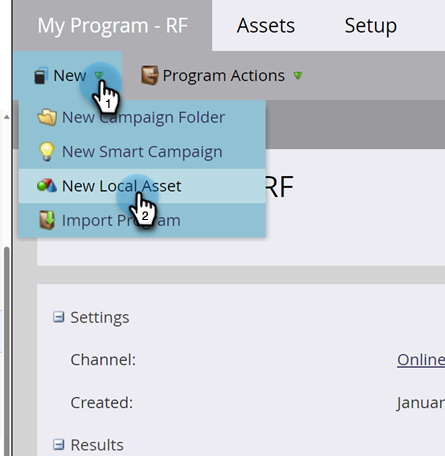 My Program - RF Assets Setup
New Program Actions
1
New Campaign Folder
New Smart Campaign
New Local Asset RF
2
Import Program
Settings
Channel: Online
Created: Januar
Results